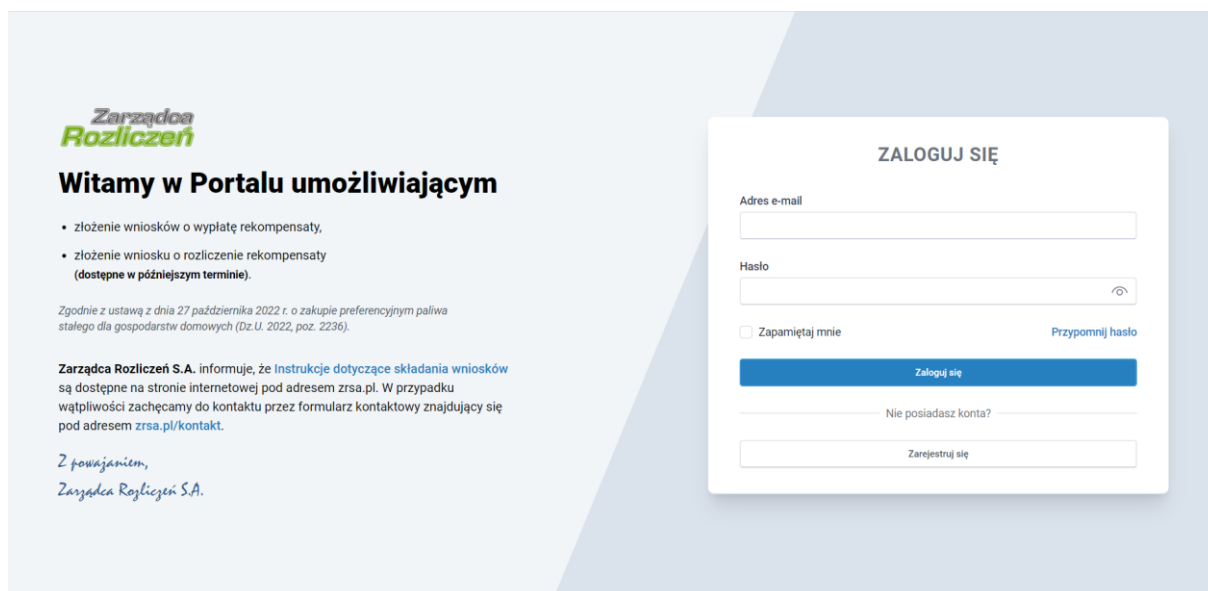 Zarządca
Rozliczeń
Witamy w Portalu umożliwiającym
• złożenie wniosków o wypłatę rekompensaty,
• złożenie wniosku o rozliczenie rekompensaty
(dostępne w późniejszym terminie).
Zgodnie z ustawą z dnia 27 października 2022 r. o zakupie preferencyjnym paliwa
stałego dla gospodarstw domowych (Dz.U. 2022, poz. 2236).
Zarządca Rozliczeń S.A. informuje, że Instrukcje dotyczące składania wniosków
są dostępne na stronie internetowej pod adresem zrsa.pl. W przypadku
wątpliwości zachęcamy do kontaktu przez formularz kontaktowy znajdujący się
pod adresem zrsa.pl/kontakt.
Z poważaniem,
Zarządca Rozliczeń S.A.
ZALOGUJ SIĘ
Adres e-mail
Hasło
Zapamiętaj mnie
Przypomnij hasło
Zaloguj się
Nie posiadasz konta?
Zarejestruj się